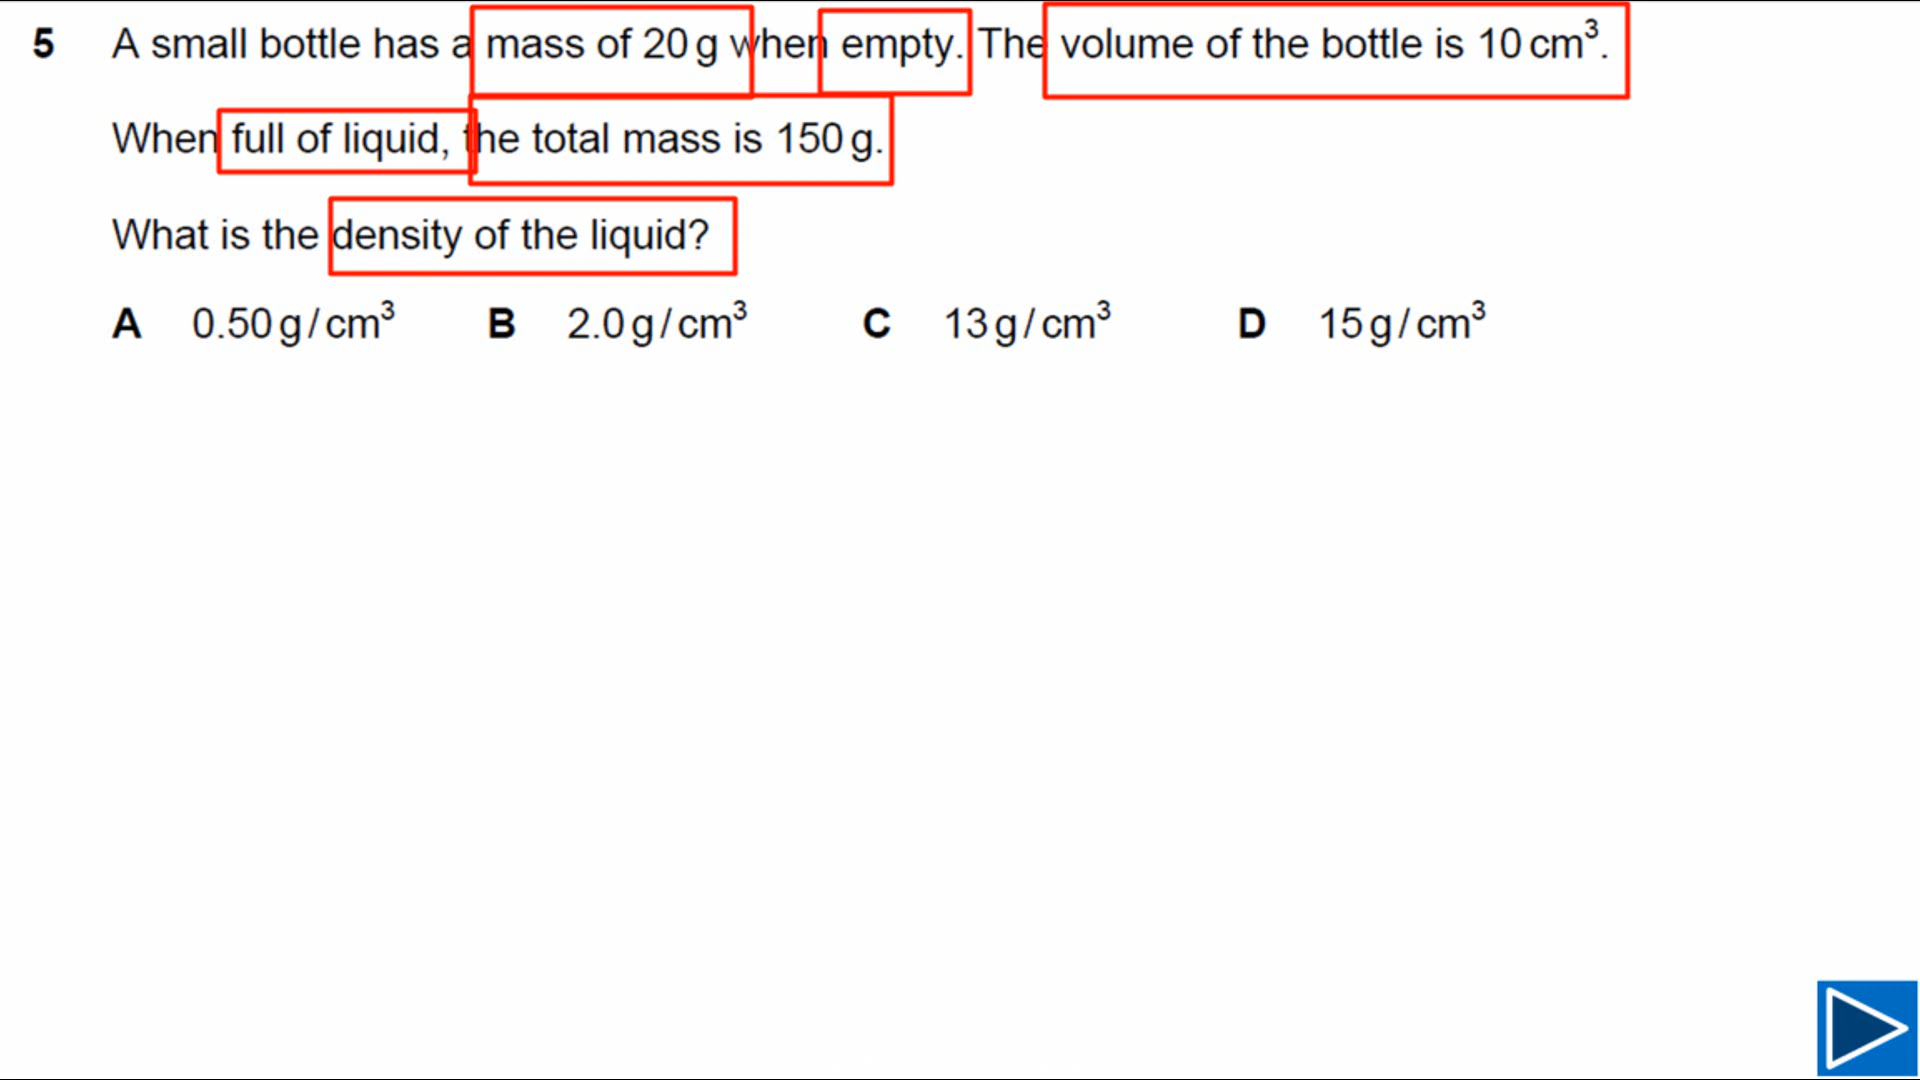 5 A small bottle has a mass of 20 g when empty. The volume of the bottle is 10 cm³.
When full of liquid, the total mass is 150 g.
What is the density of the liquid?
A 0.50 g / cm³ B 2.0 g / cm³ C 13 g / cm³ D 15 g / cm³